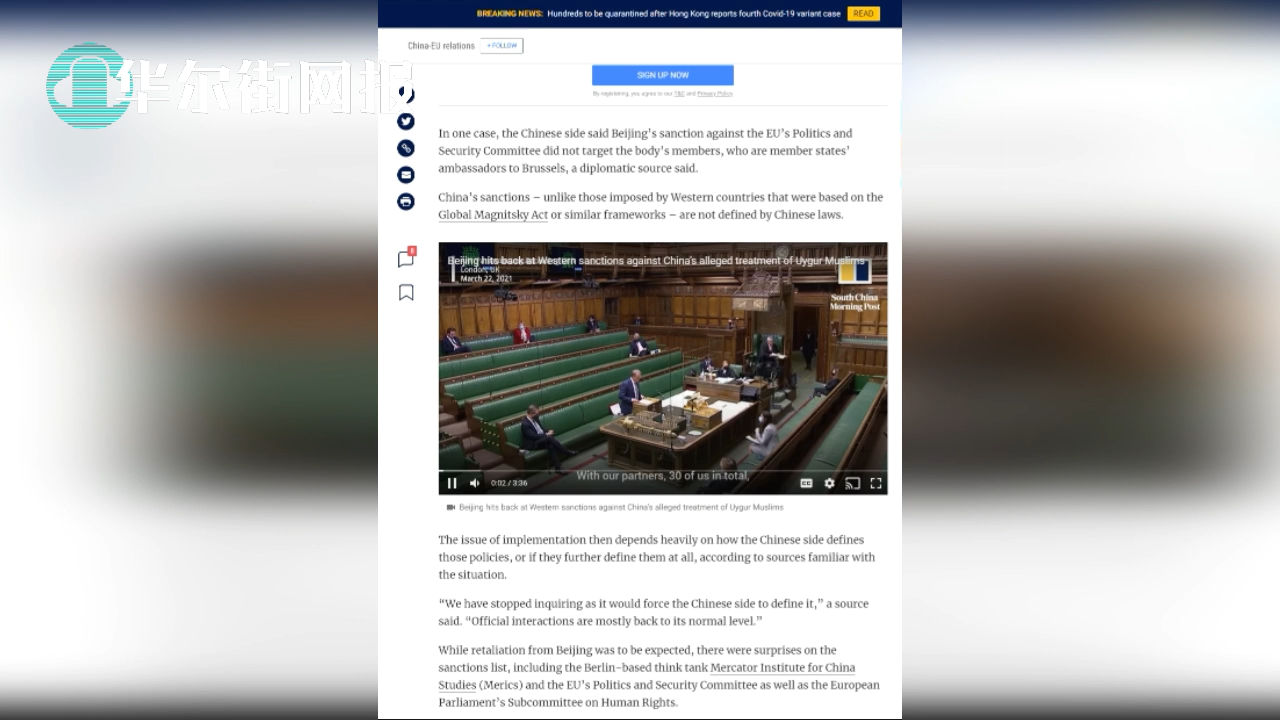 BREAKING NEWS: Hundreds to be quarantined after Hong Kong reports fourth Covid-19 variant case READ
China-EU relations + FOLLOW
华尔街网报
SIGN UP NOW
By registering, you agree to our T&C and Privacy Policy
In one case, the Chinese side said Beijing's sanction against the EU's Politics and
Security Committee did not target the body's members, who are member states'
ambassadors to Brussels, a diplomatic source said.
China's sanctions – unlike those imposed by Western countries that were based on the
Global Magnitsky Act or similar frameworks – are not defined by Chinese laws.
8
Beijing hits back at Western sanctions against China's alleged treatment of Uygur Muslims
London, UK
March 22, 2021
South China
Morning Post
With our partners, 30 of us in total,
0:02 / 3:36
CC
Beijing hits back at Western sanctions against China's alleged treatment of Uygur Muslims
The issue of implementation then depends heavily on how the Chinese side defines
those policies, or if they further define them at all, according to sources familiar with
the situation.
“We have stopped inquiring as it would force the Chinese side to define it,” a source
said. “Official interactions are mostly back to its normal level.”
While retaliation from Beijing was to be expected, there were surprises on the
sanctions list, including the Berlin-based think tank Mercator Institute for China
Studies (Merics) and the EU's Politics and Security Committee as well as the European
Parliament's Subcommittee on Human Rights.